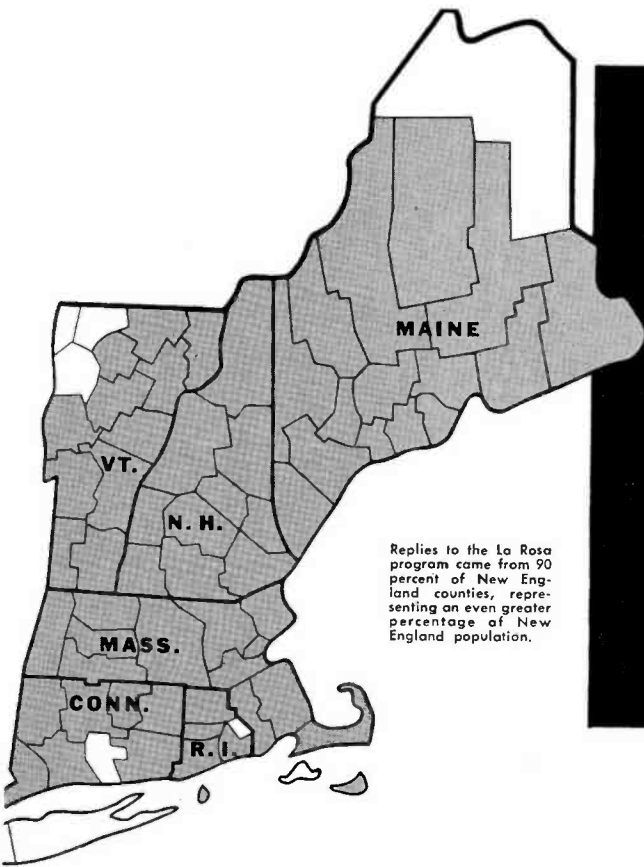 MAINE
VT.
N. H.
Replies to the La Rosa
program came from 90
percent of New Eng-
land counties, repre-
senting an even greater
percentage of New
England population.
MASS.
CONN.
R. I.